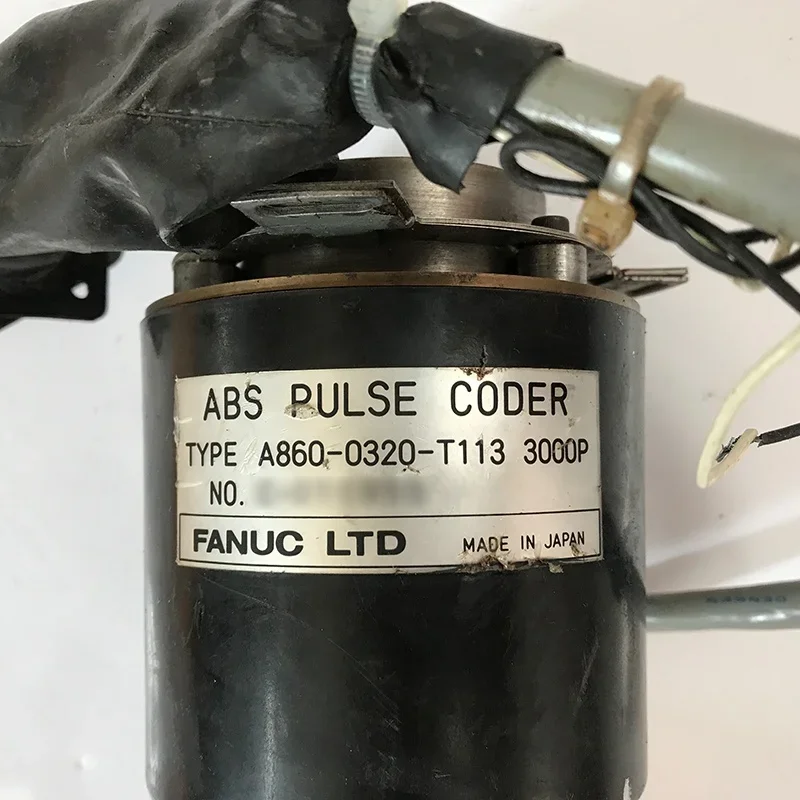 ABS PULSE CODER
TYPE A860-0320-T113 3000P
NO.
FANUC LTD MADE IN JAPAN